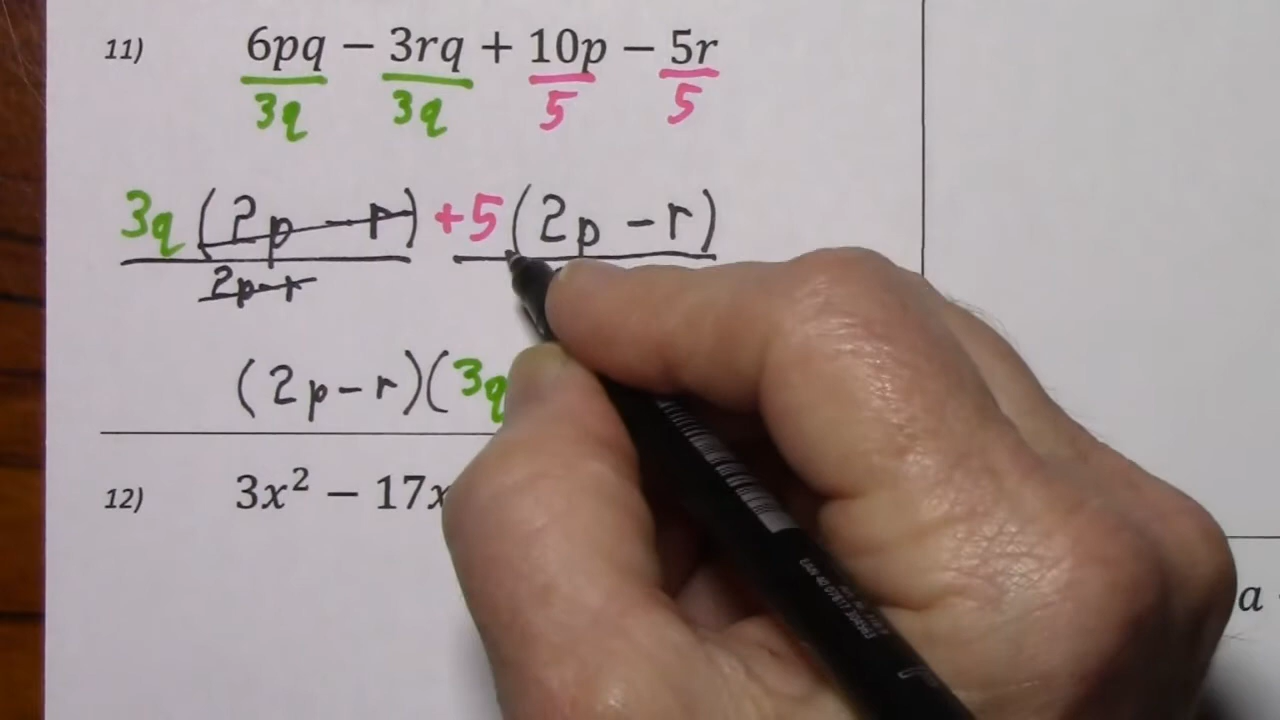 11) 6pq − 3rq + 10p − 5r
3q 3q 5 5
3q (2p − r) + 5 (2p − r)
2p − r
(2p − r)(3q
12) 3x² − 17x
a